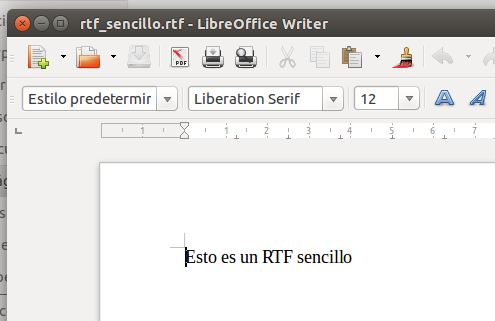 rtf_sencillo.rtf - LibreOffice Writer
PDF
Estilo predetermir Liberation Serif 12 A A
1 1 2 3 4 5 6 7
Esto es un RTF sencillo